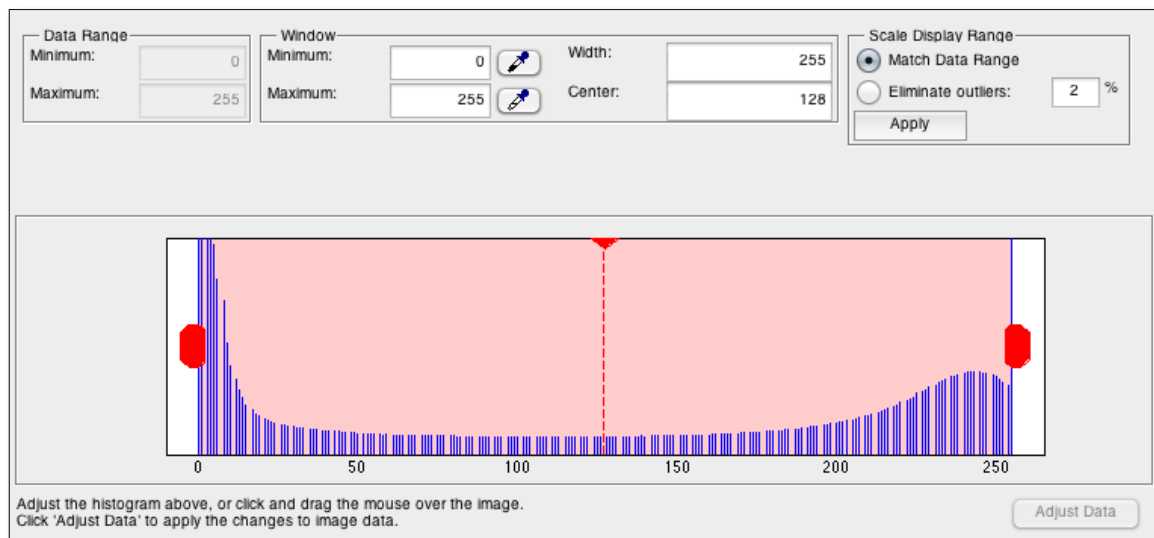 Data Range
Minimum: 0
Maximum: 255
Window
Minimum: 0
Maximum: 255
Width: 255
Center: 128
Scale Display Range
Match Data Range
Eliminate outliers: 2 %
Apply
0 50 100 150 200 250
Adjust the histogram above, or click and drag the mouse over the image.
Click 'Adjust Data' to apply the changes to image data.
Adjust Data